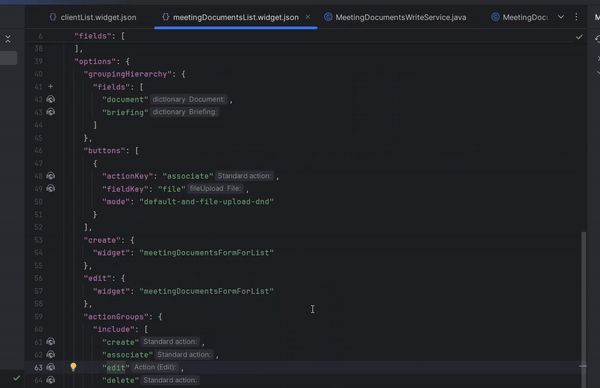 clientList.widget.json meetingDocumentsList.widget.json × MeetingDocumentsWriteService.java MeetingDocu
6 "fields": [
38 ],
39 "options": {
40 "groupingHierarchy": {
41 "fields": [
42 "document" dictionary Document: ,
43 "briefing" dictionary Briefing:
44 ]
45 },
46 "buttons": [
47 {
48 "actionKey": "associate" Standard action: ,
49 "fieldKey": "file" fileUpload File: ,
50 "mode": "default-and-file-upload-dnd"
51 }
52 ],
53 "create": {
54 "widget": "meetingDocumentsFormForList"
55 },
56 "edit": {
57 "widget": "meetingDocumentsFormForList"
58 },
59 "actionGroups": {
60 "include": [
61 "create" Standard action: ,
62 "associate" Standard action: ,
63 "edit" Action (Edit): ,
64 "delete" Standard action: